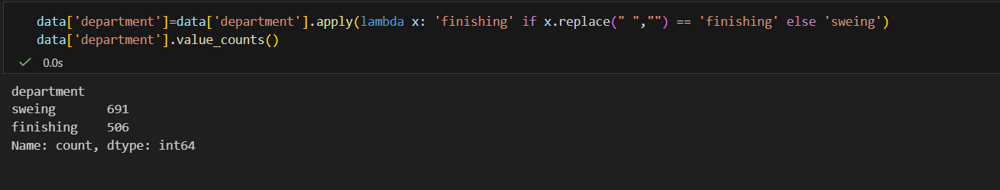 data['department']=data['department'].apply(lambda x: 'finishing' if x.replace(" ","") == 'finishing' else 'sweing')
data['department'].value_counts()
0.0s
department
sweing       691
finishing    506
Name: count, dtype: int64